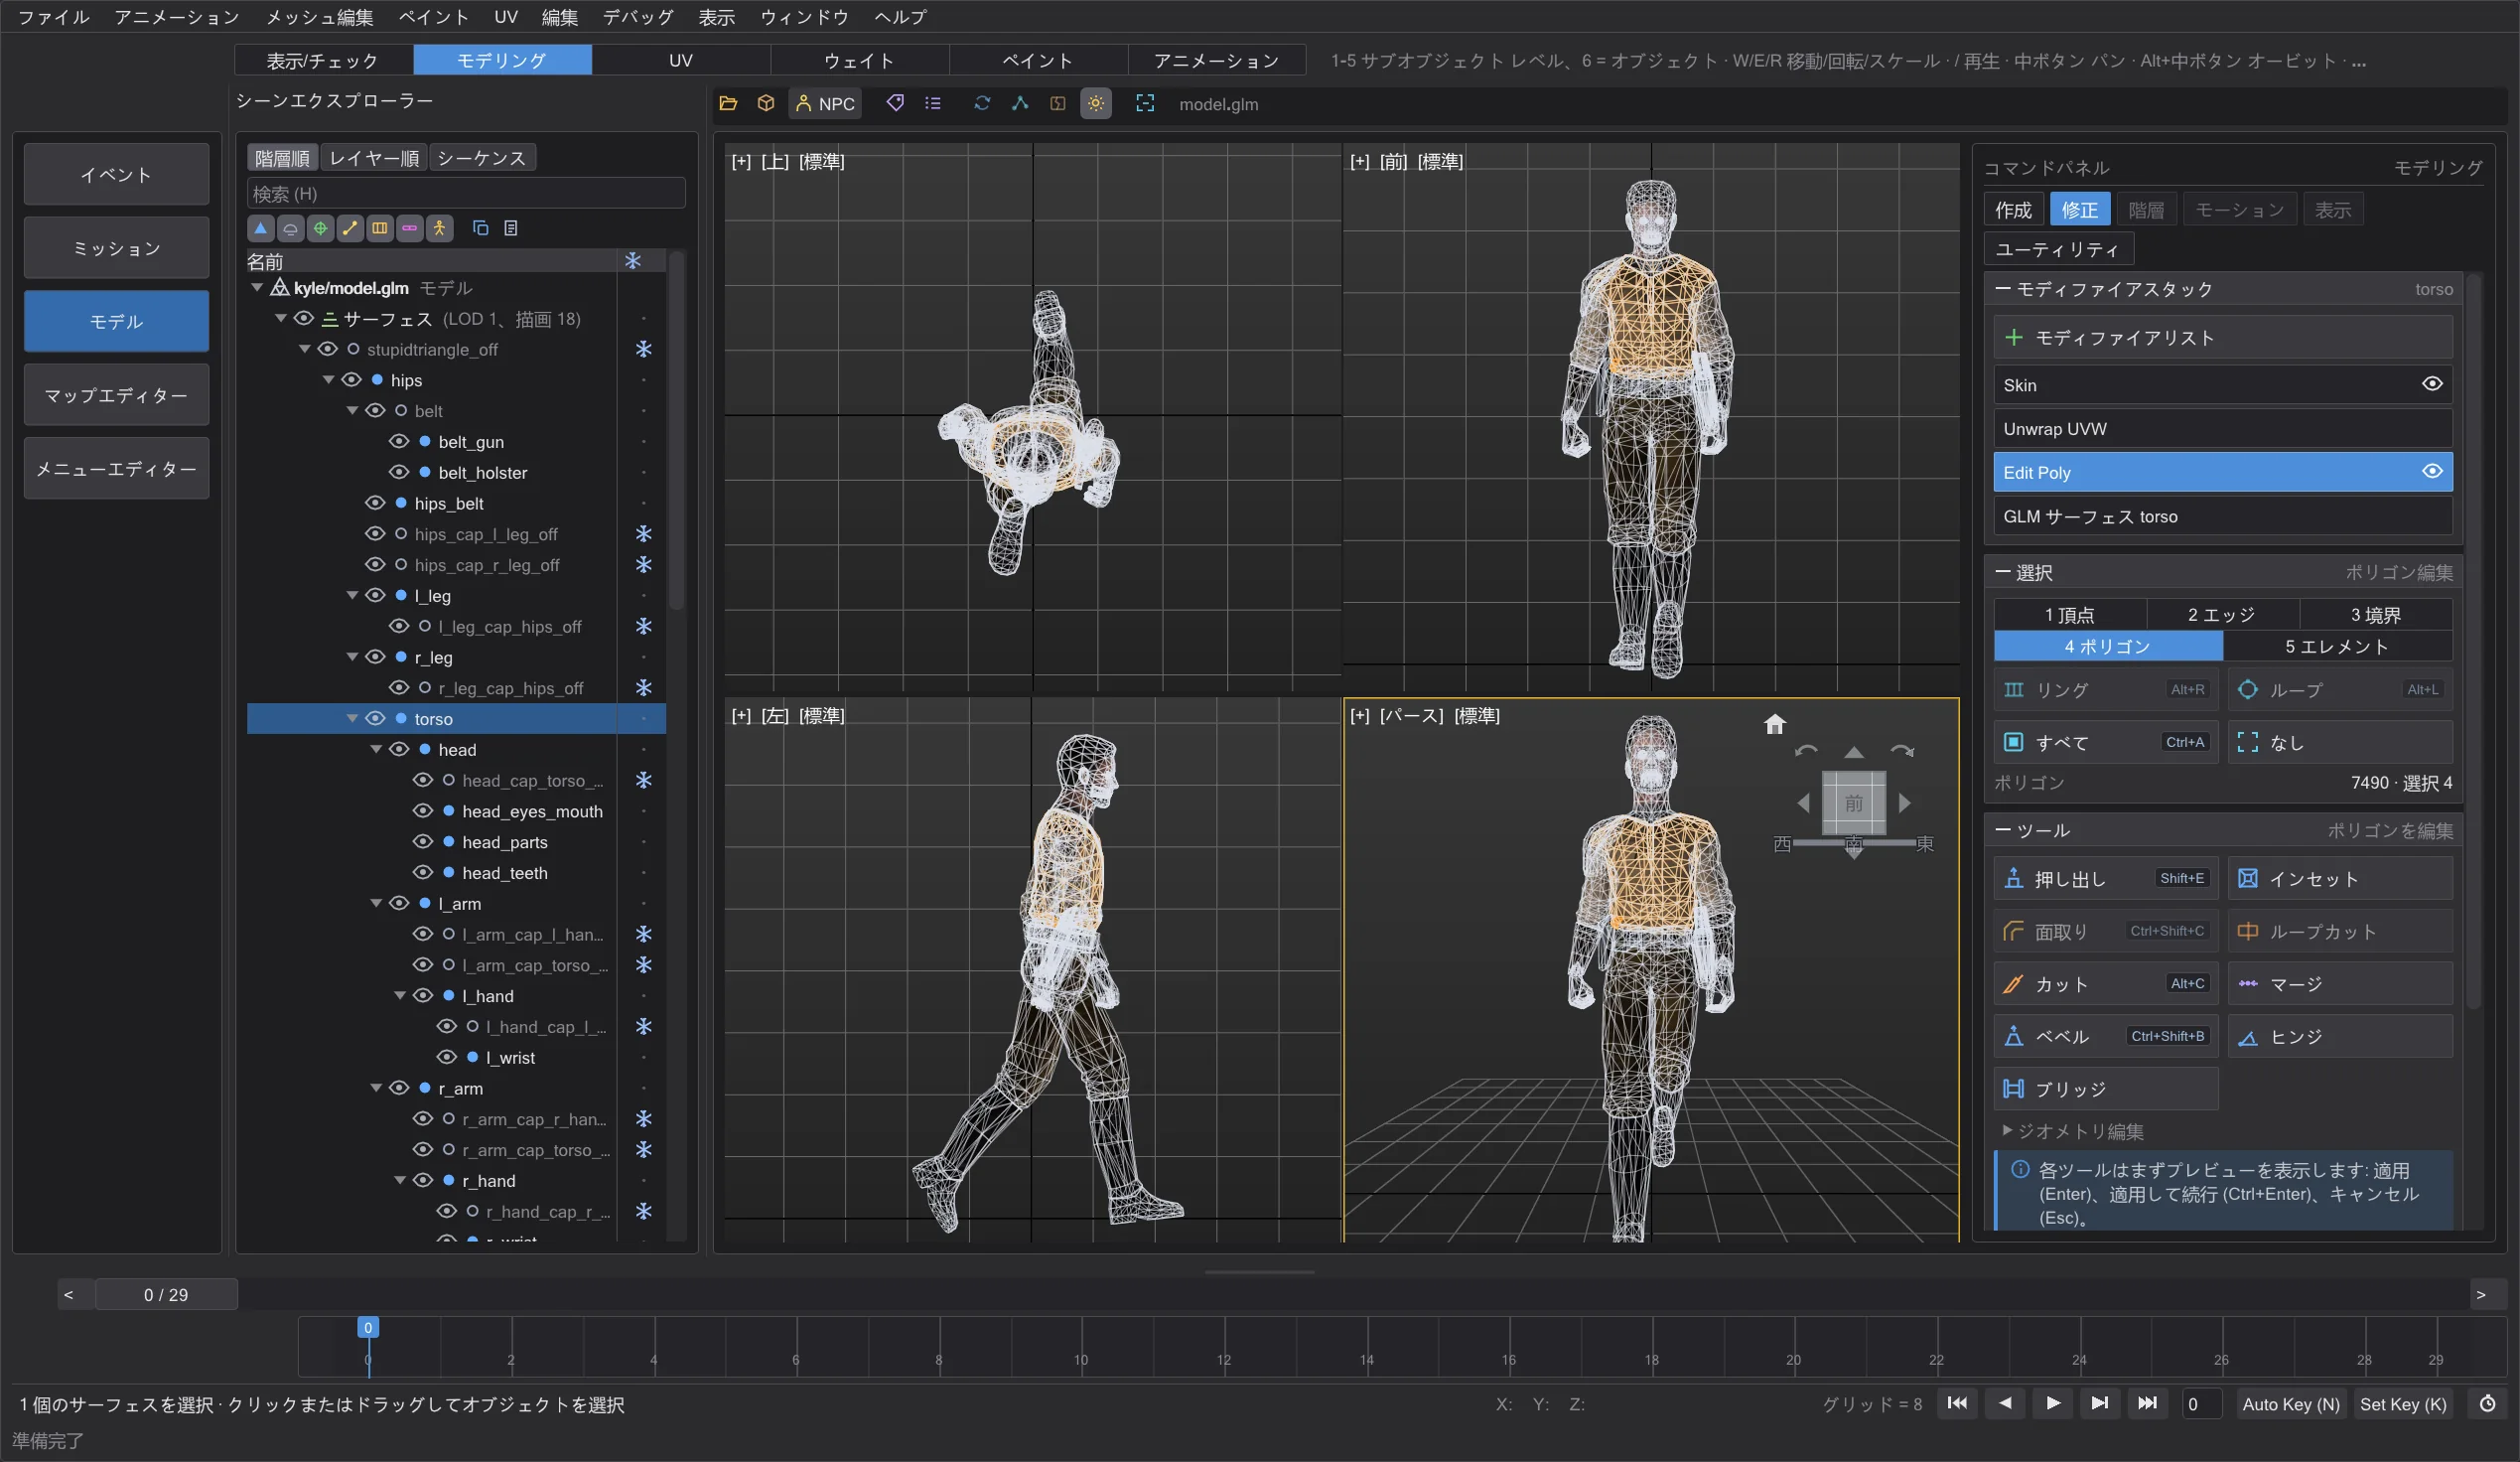 ファイル アニメーション メッシュ編集 ペイント UV 編集 デバッグ 表示 ウィンドウ ヘルプ
表示/チェック モデリング UV ウェイト ペイント アニメーション 1-5 サブオブジェクト レベル、6 = オブジェクト · W/E/R 移動/回転/スケール · / 再生 · 中ボタン パン · Alt+中ボタン オービット · ...
イベント
ミッション
モデル
マップエディター
メニューエディター
シーンエクスプローラー
階層順 レイヤー順 シーケンス
検索 (H)
名前
kyle/model.glm モデル
サーフェス (LOD 1、描画 18)
stupidtriangle_off
hips
belt
belt_gun
belt_holster
hips_belt
hips_cap_l_leg_off
hips_cap_r_leg_off
l_leg
l_leg_cap_hips_off
r_leg
r_leg_cap_hips_off
torso
head
head_cap_torso_...
head_eyes_mouth
head_parts
head_teeth
l_arm
l_arm_cap_l_han...
l_arm_cap_torso_...
l_hand
l_hand_cap_l_...
l_wrist
r_arm
r_arm_cap_r_han...
r_arm_cap_torso_...
r_hand
r_hand_cap_r_...
r_wrist
NPC model.glm
[+] [上] [標準]
[+] [前] [標準]
[+] [左] [標準]
[+] [パース] [標準]
前
西 南 東
コマンドパネル モデリング
作成 修正 階層 モーション 表示
ユーティリティ
モディファイアスタック torso
モディファイアリスト
Skin
Unwrap UVW
Edit Poly
GLM サーフェス torso
選択 ポリゴン編集
1 頂点 2 エッジ 3 境界
4 ポリゴン 5 エレメント
リング Alt+R ループ Alt+L
すべて Ctrl+A なし
ポリゴン 7490 · 選択 4
ツール ポリゴンを編集
押し出し Shift+E インセット
面取り Ctrl+Shift+C ループカット
カット Alt+C マージ
ベベル Ctrl+Shift+B ヒンジ
ブリッジ
ジオメトリ編集
各ツールはまずプレビューを表示します: 適用
(Enter)、適用して続行 (Ctrl+Enter)、キャンセル
(Esc)。
< 0 / 29 >
0
0 2 4 6 8 10 12 14 16 18 20 22 24 26 28 29
1 個のサーフェスを選択 · クリックまたはドラッグしてオブジェクトを選択 X: Y: Z: グリッド = 8 0 Auto Key (N) Set Key (K)
準備完了